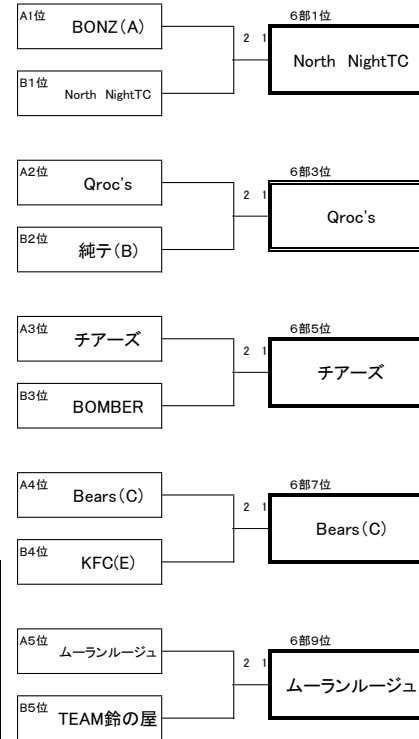 A1位 BONZ(A)
6部1位
2 1
North NightTC
B1位 North NightTC
A2位 Qroc's
6部3位
2 1
Qroc's
B2位 純テ(B)
A3位 チアーズ
6部5位
2 1
チアーズ
B3位 BOMBER
A4位 Bears(C)
6部7位
2 1
Bears(C)
B4位 KFC(E)
A5位 ムーランルージュ
6部9位
2 1
ムーランルージュ
B5位 TEAM鈴の屋